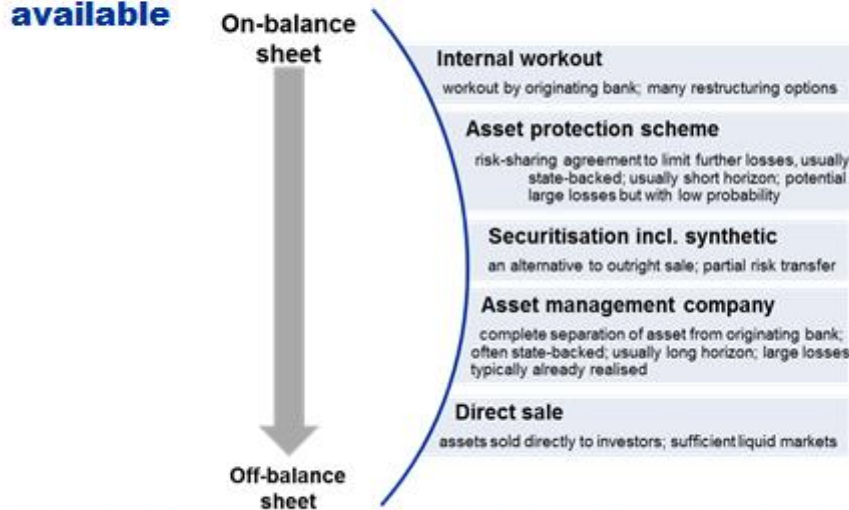 available
On-balance
sheet
Internal workout
workout by originating bank; many restructuring options
Asset protection scheme
risk-sharing agreement to limit further losses, usually
state-backed; usually short horizon; potential
large losses but with low probability
Securitisation incl. synthetic
an alternative to outright sale; partial risk transfer
Asset management company
complete separation of asset from originating bank;
often state-backed; usually long horizon; large losses
typically already realised
Direct sale
assets sold directly to investors; sufficient liquid markets
Off-balance
sheet